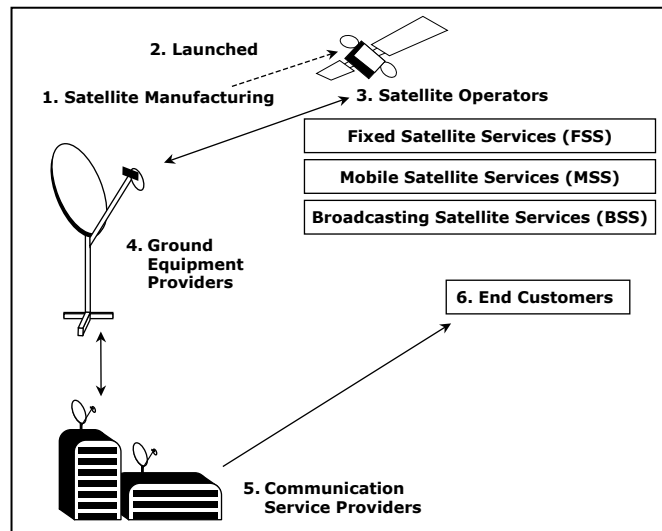 2. Launched
1. Satellite Manufacturing
3. Satellite Operators
Fixed Satellite Services (FSS)
Mobile Satellite Services (MSS)
Broadcasting Satellite Services (BSS)
4. Ground
Equipment
Providers
6. End Customers
5. Communication
Service Providers